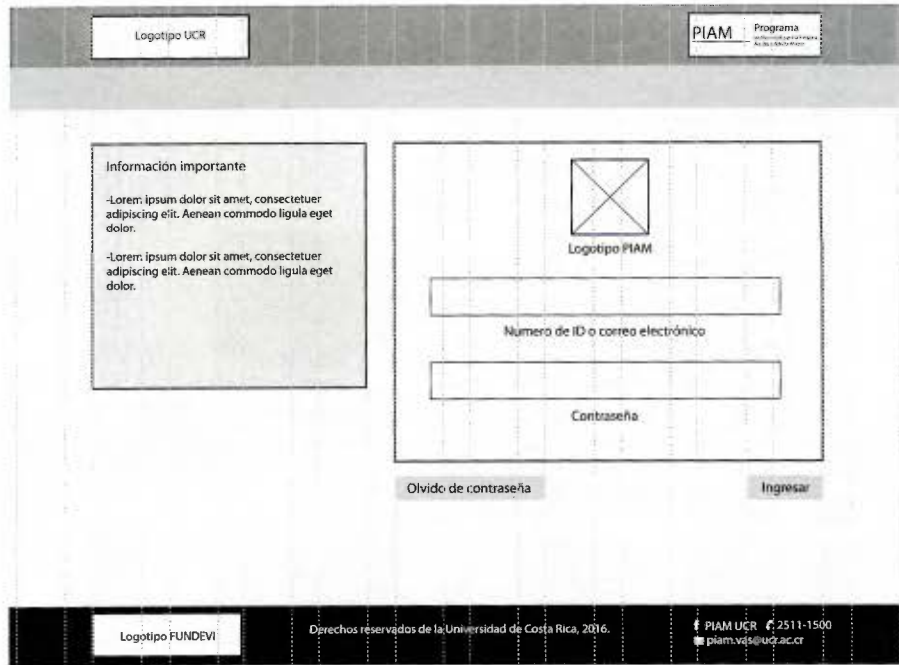 Logotipo UCR
PIAM
Programa
Información importante
-Lorem ipsum dolor sit amet, consectetuer
adipiscing elit. Aenean commodo ligula eget
dolor.
-Lorem ipsum dolor sit amet, consectetuer
adipiscing elit. Aenean commodo ligula eget
dolor.
Logotipo PIAM
Numero de ID o correo electrónico
Contraseña
Olvido de contraseña
Ingresar
Logotipo FUNDEVI
Derechos reservados de la Universidad de Costa Rica, 2016.
PIAM UCR 2511-1500
piam.vas@ucr.ac.cr